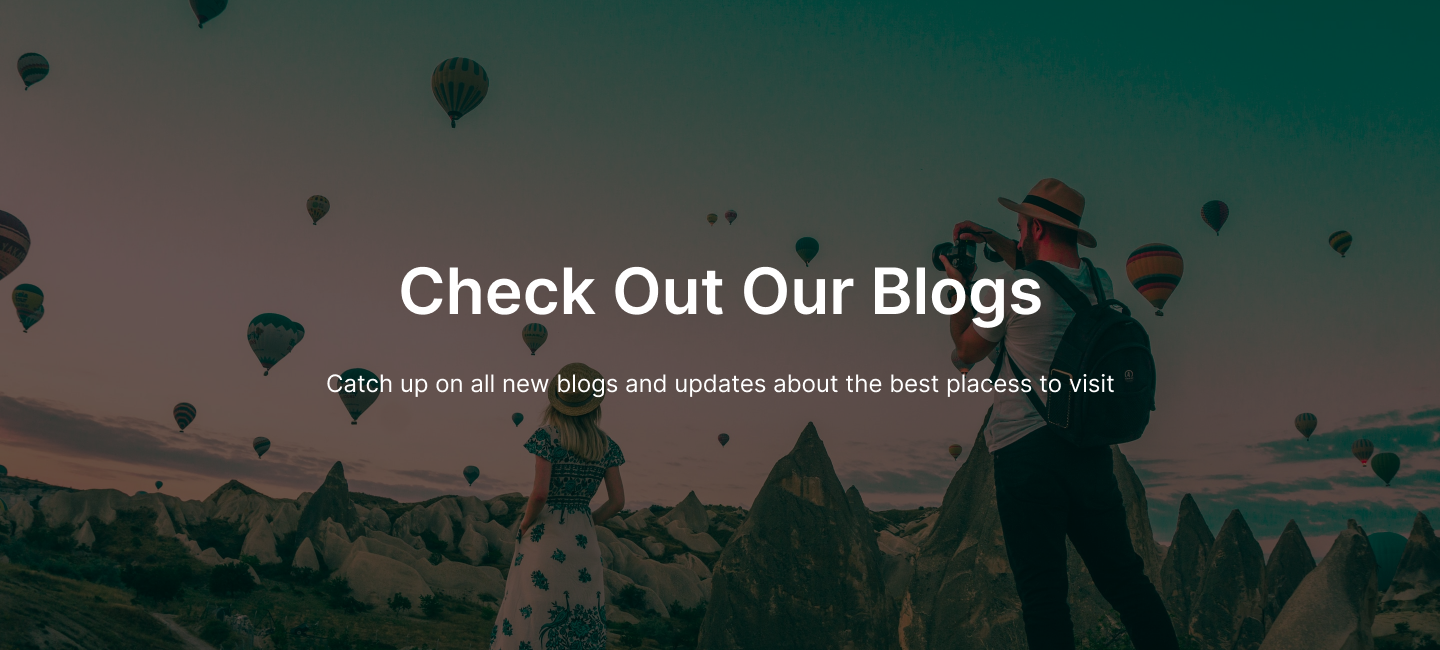 Check Out Our Blogs
Catch up on all new blogs and updates about the best placess to visit